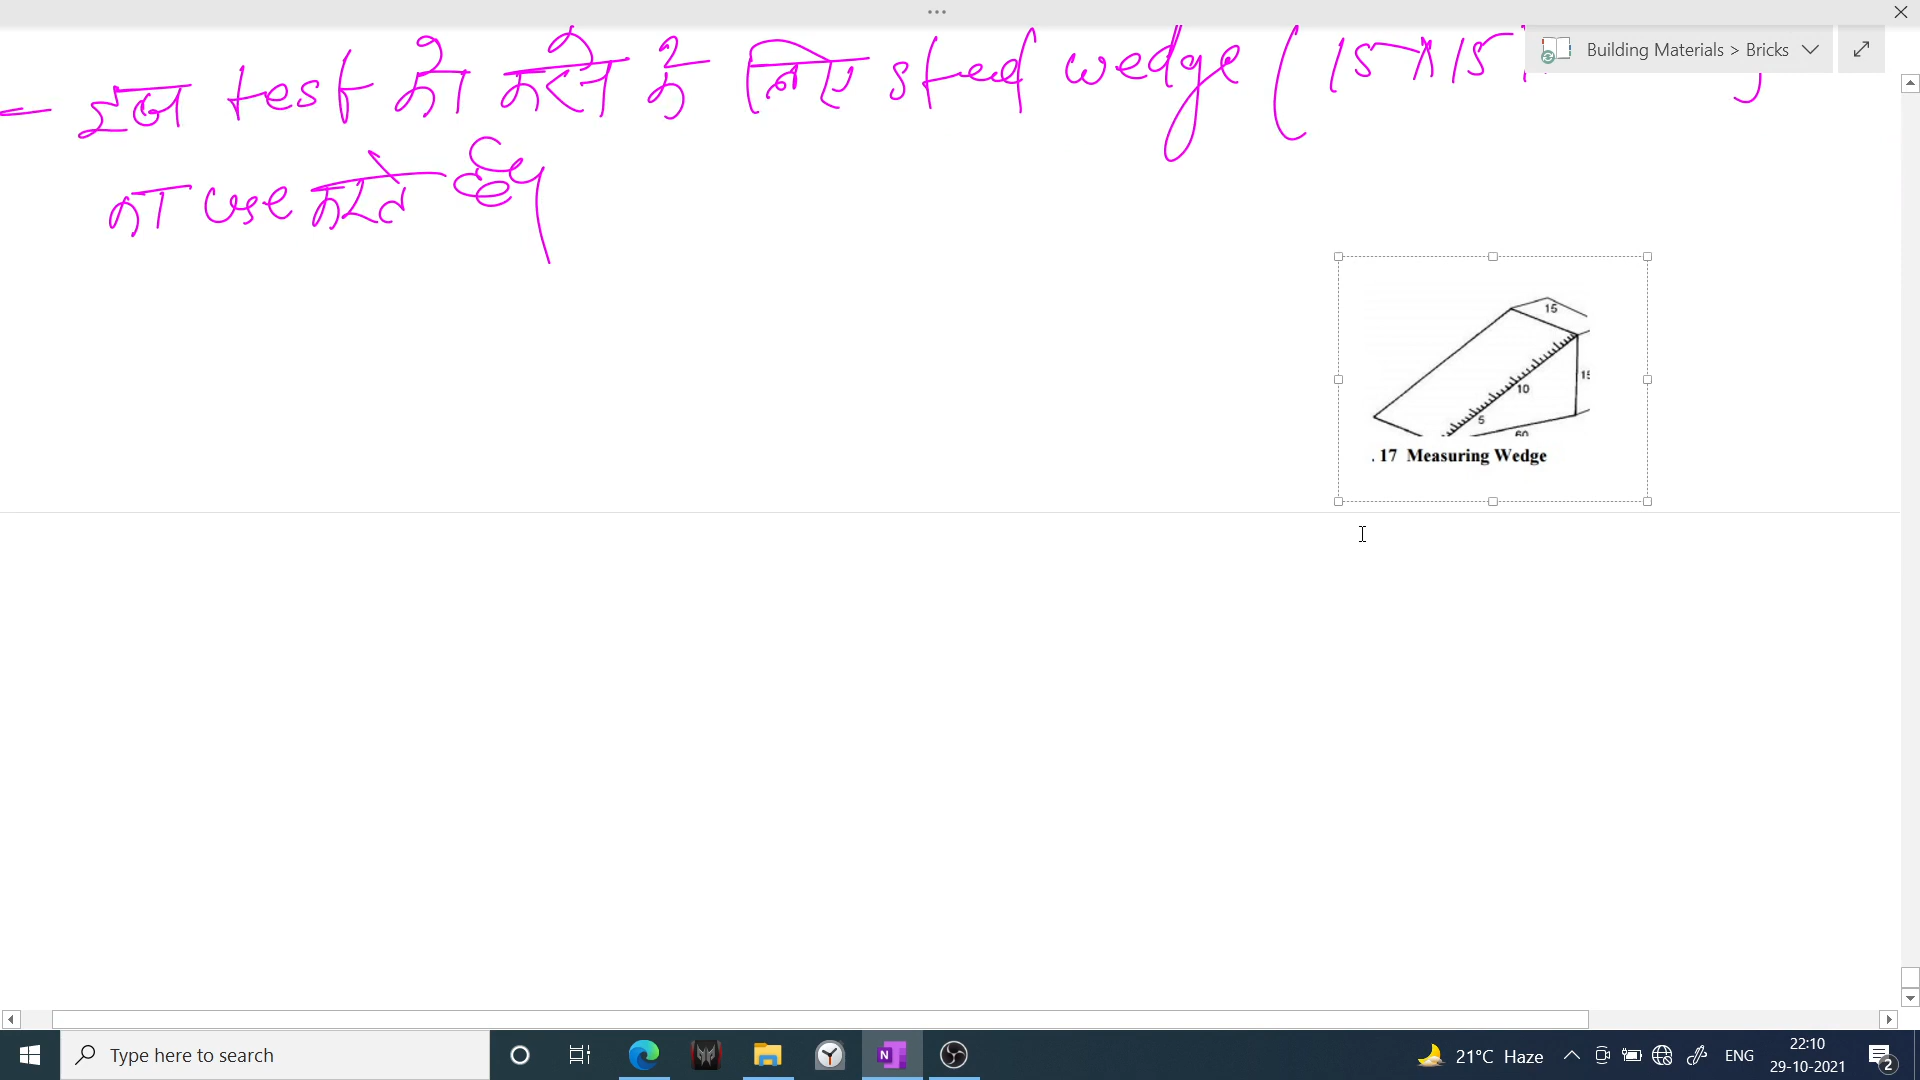 Building Materials > Bricks
- इस test को करने के लिए steel wedge ( 15 x 15
का use करते हैं।
15
15
10
5
60
. 17 Measuring Wedge
Type here to search
21°C Haze
ENG
22:10
29-10-2021
2